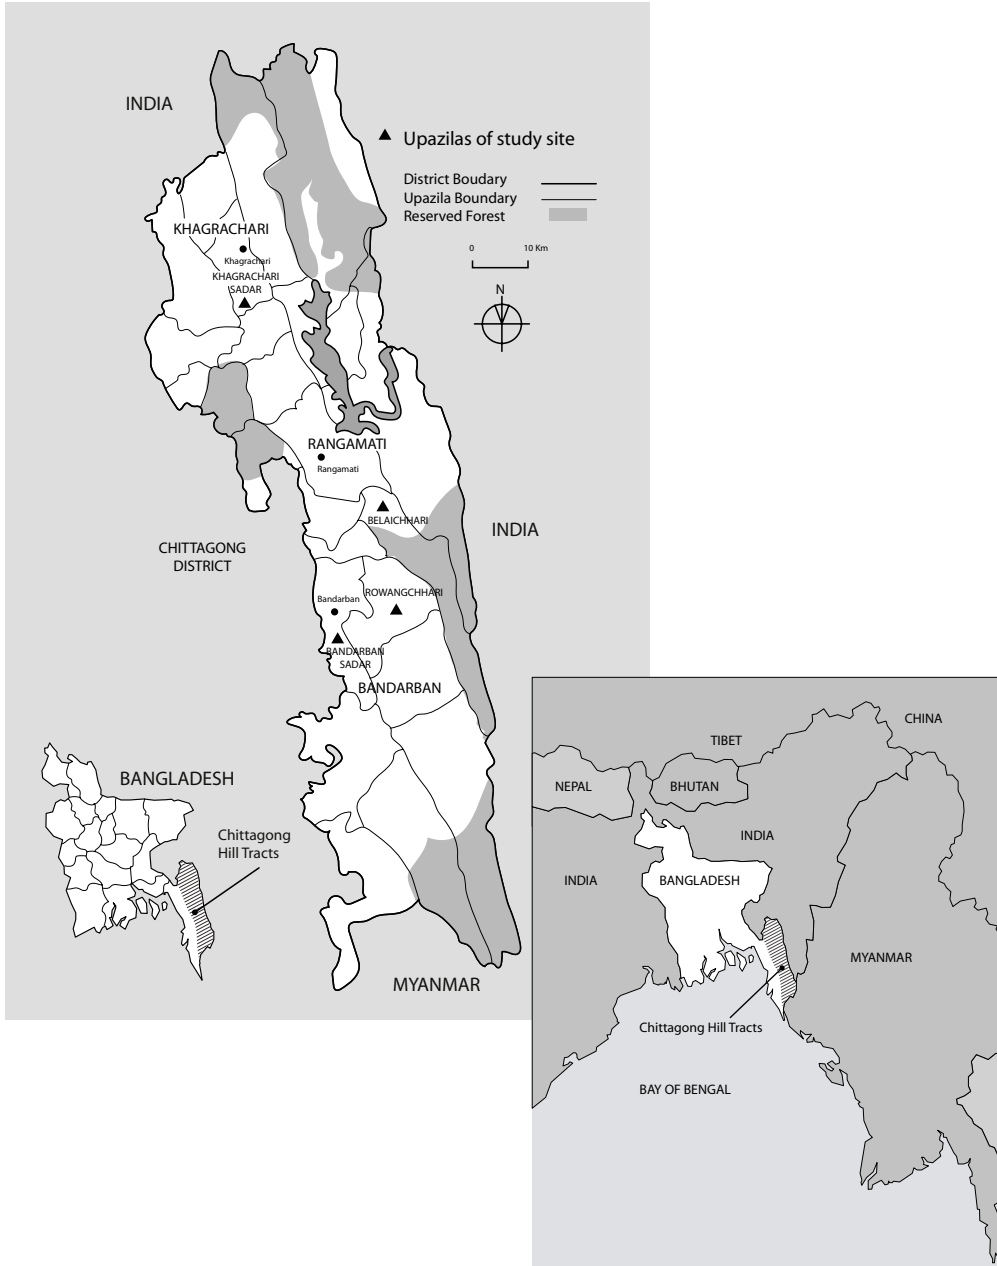 INDIA
Upazilas of study site
District Boudary
Upazila Boundary
Reserved Forest
0 10 Km
N
KHAGRACHARI
Khagrachari
KHAGRACHARI
SADAR
RANGAMATI
Rangamati
BELAICHHARI
INDIA
CHITTAGONG
DISTRICT
ROWANGCHHARI
Bandarban
BANDARBAN
SADAR
BANDARBAN
MYANMAR
BANGLADESH
Chittagong
Hill Tracts
CHINA
TIBET
NEPAL
BHUTAN
INDIA
INDIA
BANGLADESH
MYANMAR
Chittagong Hill Tracts
BAY OF BENGAL